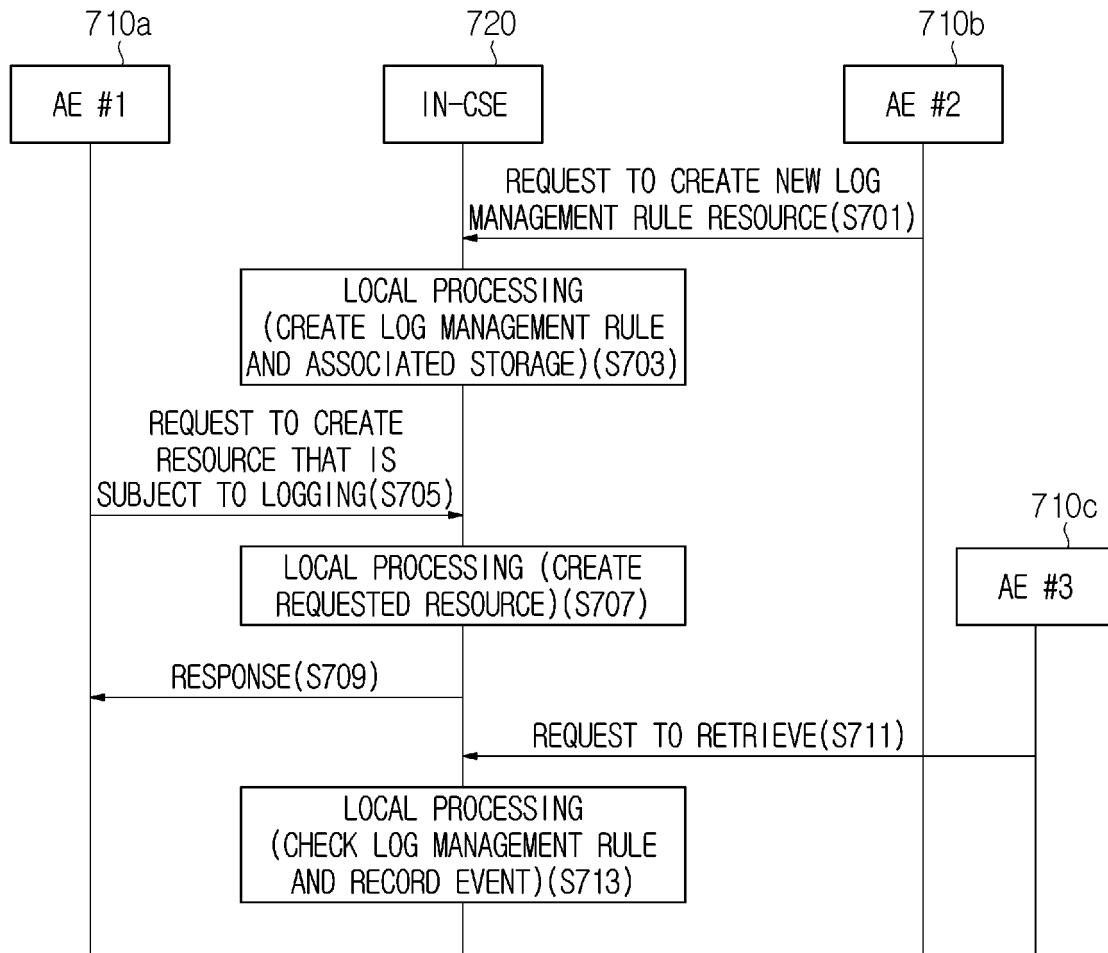 710a
720
710b
AE #1
IN-CSE
AE #2
REQUEST TO CREATE NEW LOG
MANAGEMENT RULE RESOURCE(S701)
LOCAL PROCESSING
(CREATE LOG MANAGEMENT RULE
AND ASSOCIATED STORAGE)(S703)
REQUEST TO CREATE
RESOURCE THAT IS
SUBJECT TO LOGGING(S705)
710c
AE #3
LOCAL PROCESSING (CREATE
REQUESTED RESOURCE)(S707)
RESPONSE(S709)
REQUEST TO RETRIEVE(S711)
LOCAL PROCESSING
(CHECK LOG MANAGEMENT RULE
AND RECORD EVENT)(S713)